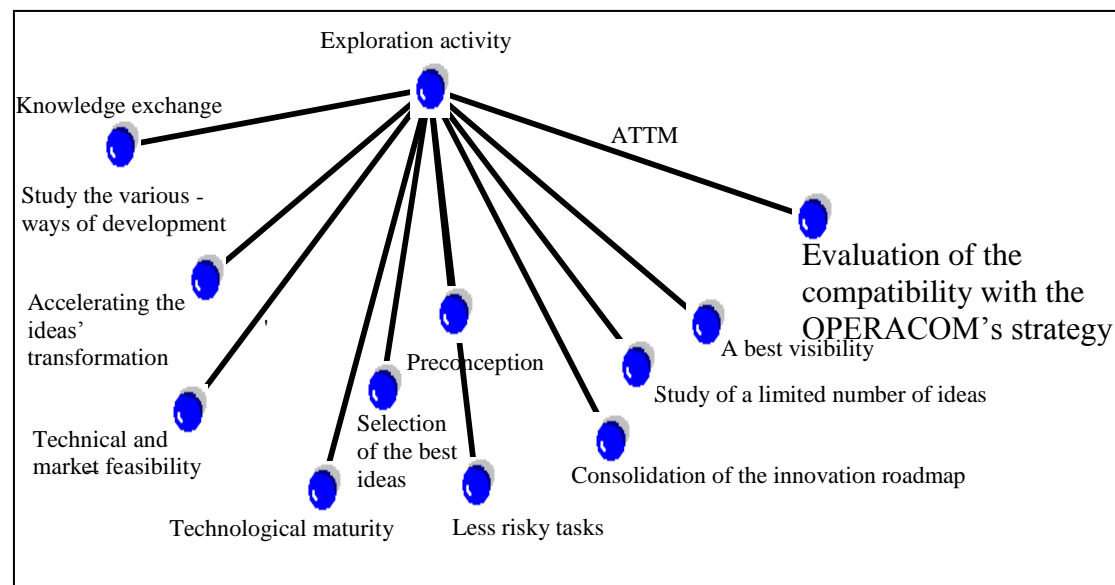 Exploration activity
Knowledge exchange
ATTM
Study the various -
ways of development
Evaluation of the
compatibility with the
OPERACOM's strategy
Accelerating the
ideas'
transformation
A best visibility
Preconception
Study of a limited number of ideas
Selection
of the best
ideas
Technical and
market feasibility
Consolidation of the innovation roadmap
Technological maturity
Less risky tasks